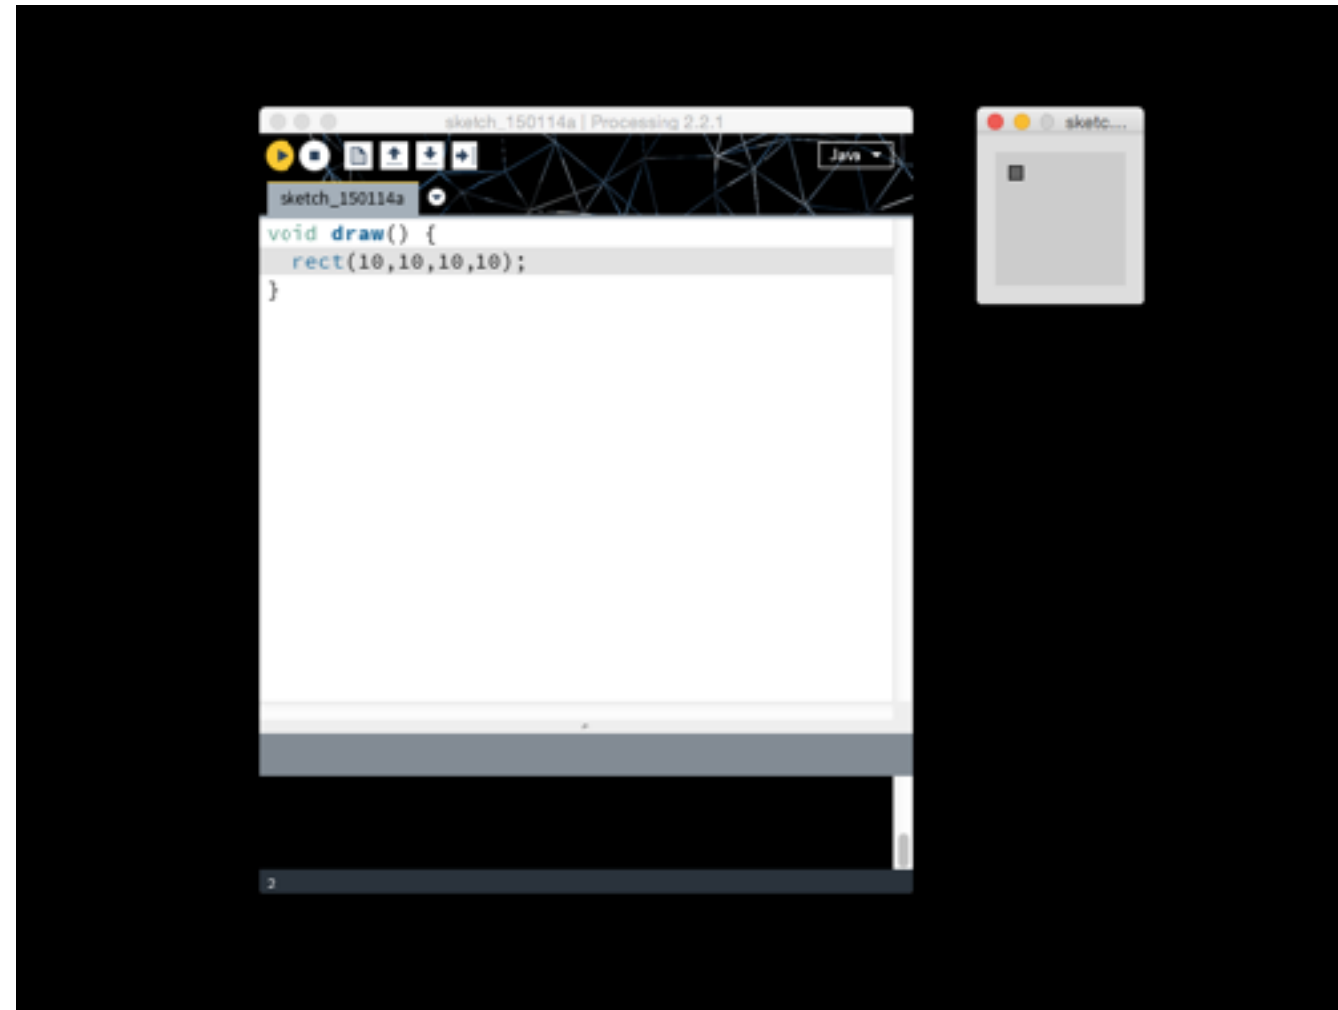 sketch_150114a | Processing 2.2.1
sketc...
Java
sketch_150114a
void draw() {
  rect(10,10,10,10);
}
2